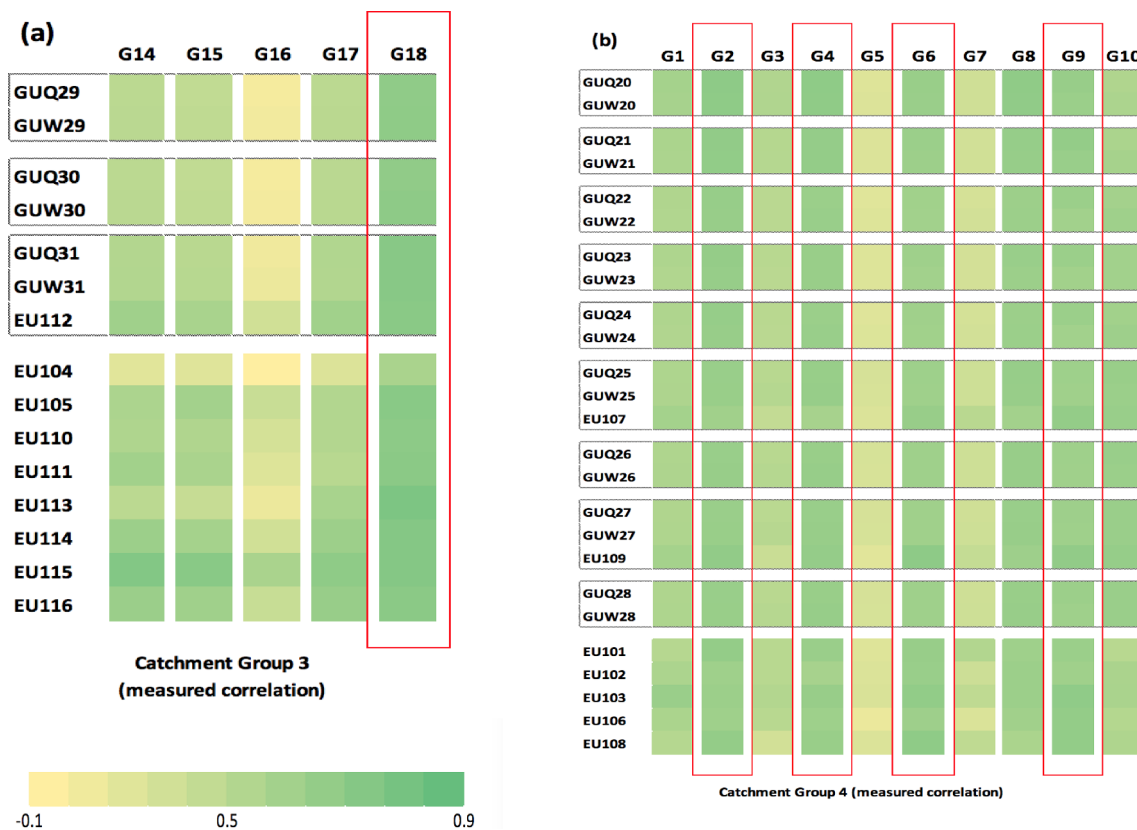 (a)
G14 G15 G16 G17 G18
GUQ29
GUW29
GUQ30
GUW30
GUQ31
GUW31
EU112
EU104
EU105
EU110
EU111
EU113
EU114
EU115
EU116
Catchment Group 3
(measured correlation)
-0.1 0.5 0.9
(b)
G1 G2 G3 G4 G5 G6 G7 G8 G9 G10
GUQ20
GUW20
GUQ21
GUW21
GUQ22
GUW22
GUQ23
GUW23
GUQ24
GUW24
GUQ25
GUW25
EU107
GUQ26
GUW26
GUQ27
GUW27
EU109
GUQ28
GUW28
EU101
EU102
EU103
EU106
EU108
Catchment Group 4 (measured correlation)